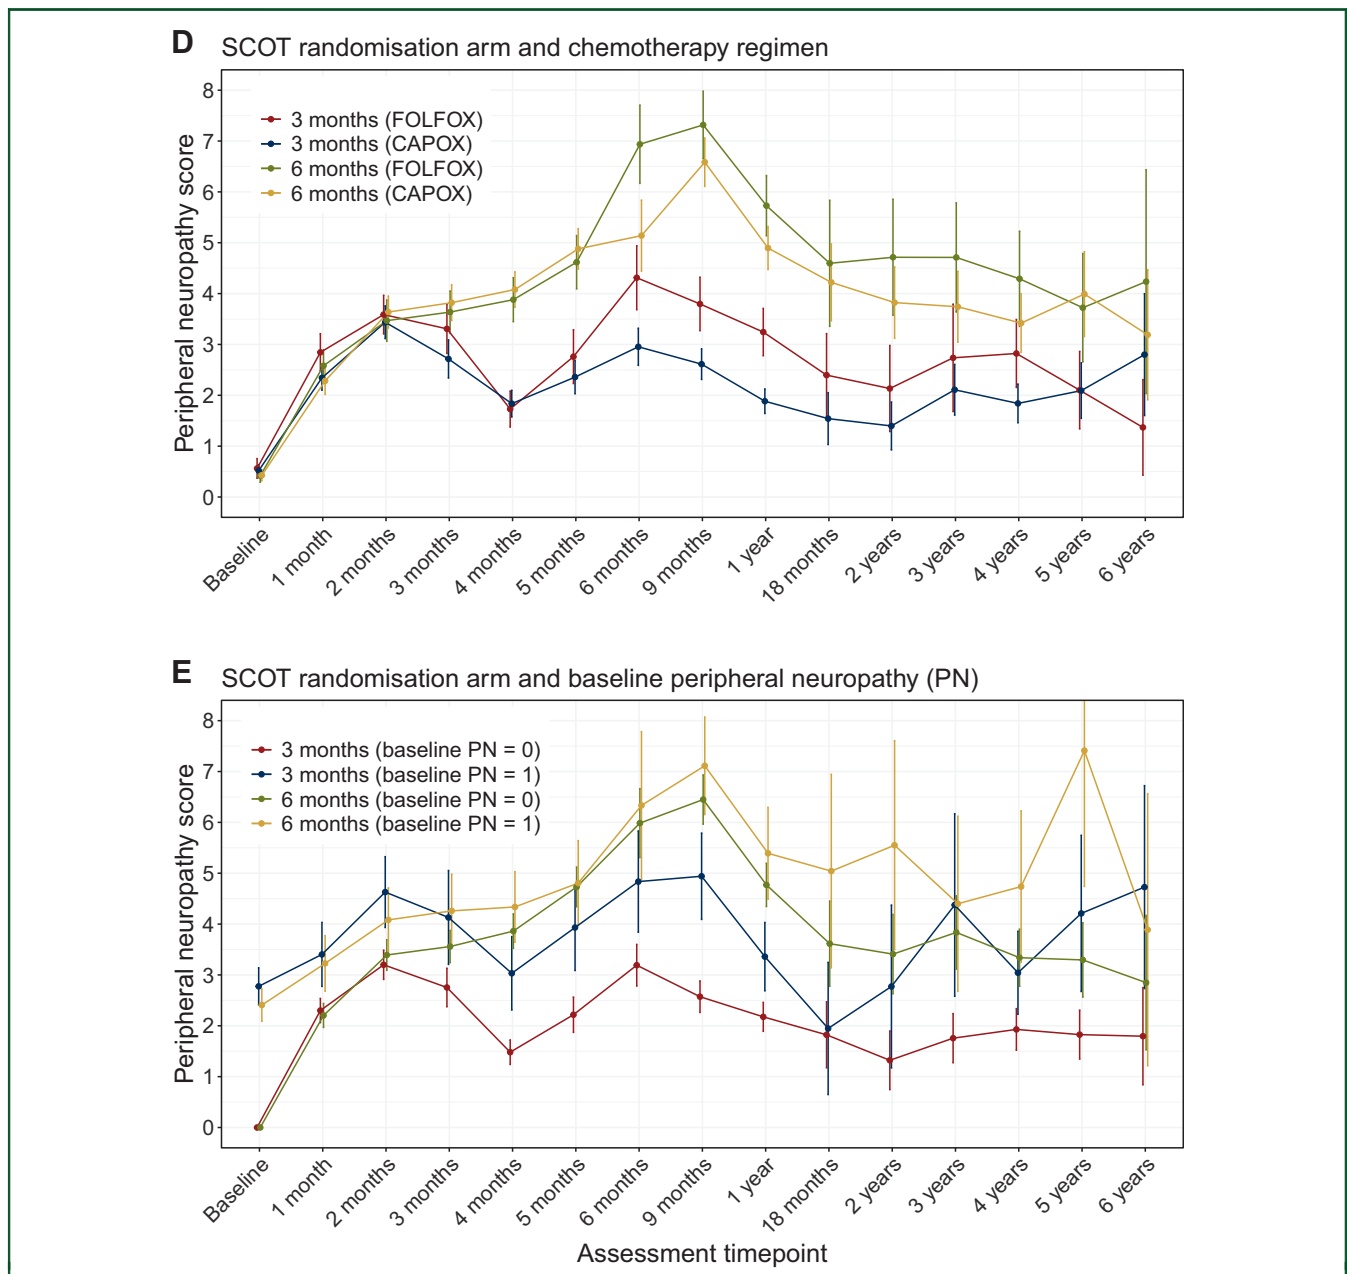 D SCOT randomisation arm and chemotherapy regimen
Peripheral neuropathy score
8
7
6
5
4
3
2
1
0
3 months (FOLFOX)
3 months (CAPOX)
6 months (FOLFOX)
6 months (CAPOX)
Baseline
1 month
2 months
3 months
4 months
5 months
6 months
9 months
1 year
18 months
2 years
3 years
4 years
5 years
6 years
E SCOT randomisation arm and baseline peripheral neuropathy (PN)
Peripheral neuropathy score
8
7
6
5
4
3
2
1
0
3 months (baseline PN = 0)
3 months (baseline PN = 1)
6 months (baseline PN = 0)
6 months (baseline PN = 1)
Baseline
1 month
2 months
3 months
4 months
5 months
6 months
9 months
1 year
18 months
2 years
3 years
4 years
5 years
6 years
Assessment timepoint